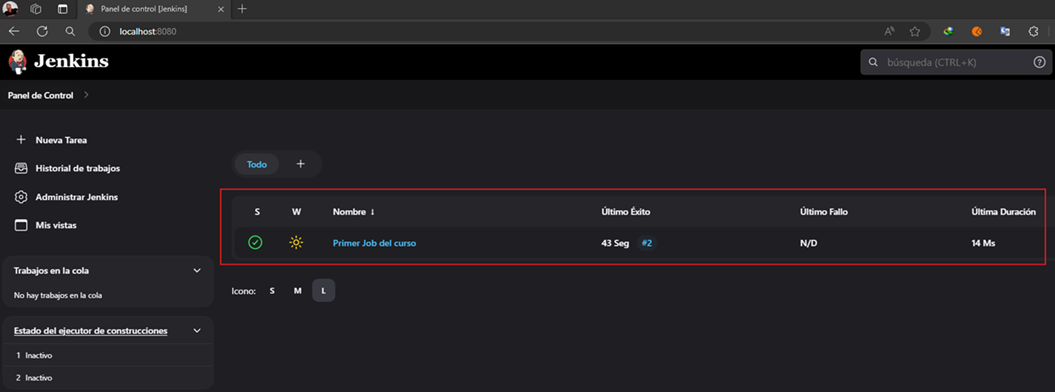 Panel de control [Jenkins]
localhost:8080
Jenkins
búsqueda (CTRL+K)
Panel de Control
Nueva Tarea
Historial de trabajos
Administrar Jenkins
Mis vistas
Trabajos en la cola
No hay trabajos en la cola
Estado del ejecutor de construcciones
1 Inactivo
2 Inactivo
Todo
S W Nombre ↓ Último Éxito Último Fallo Última Duración
Primer Job del curso 43 Seg #2 N/D 14 Ms
Icono: S M L